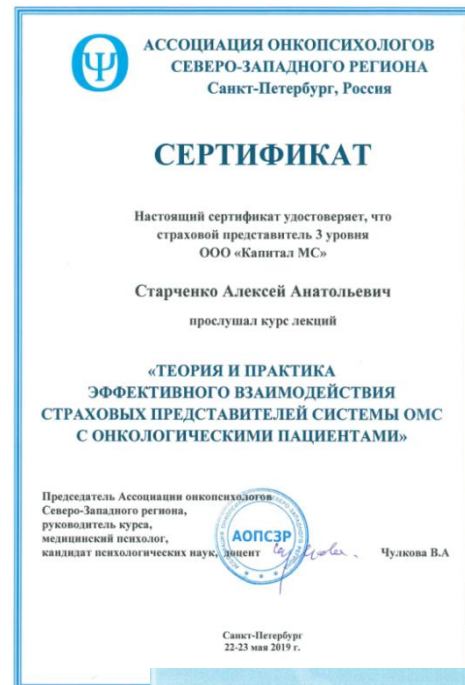 АССОЦИАЦИЯ ОНКОПСИХОЛОГОВ
СЕВЕРО-ЗАПАДНОГО РЕГИОНА
Санкт-Петербург, Россия
СЕРТИФИКАТ
Настоящий сертификат удостоверяет, что
страховой представитель 3 уровня
ООО «Капитал МС»
Старченко Алексей Анатольевич
прослушал курс лекций
«ТЕОРИЯ И ПРАКТИКА
ЭФФЕКТИВНОГО ВЗАИМОДЕЙСТВИЯ
СТРАХОВЫХ ПРЕДСТАВИТЕЛЕЙ СИСТЕМЫ ОМС
С ОНКОЛОГИЧЕСКИМИ ПАЦИЕНТАМИ»
Председатель Ассоциации онкопсихологов
Северо-Западного региона,
руководитель курса,
медицинский психолог,
кандидат психологических наук, доцент
Чулкова В.А
АОПСЗР
Санкт-Петербург
22-23 мая 2019 г.